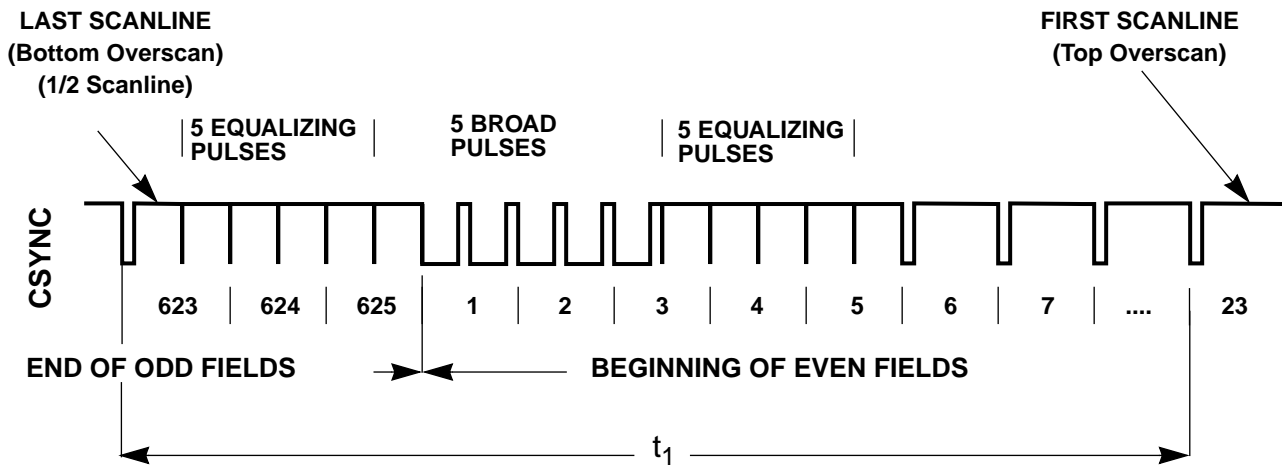 LAST SCANLINE
(Bottom Overscan)
(1/2 Scanline)
FIRST SCANLINE
(Top Overscan)
5 EQUALIZING
PULSES
5 BROAD
PULSES
5 EQUALIZING
PULSES
CSYNC
623 624 625 1 2 3 4 5 6 7 .... 23
END OF ODD FIELDS BEGINNING OF EVEN FIELDS
t1